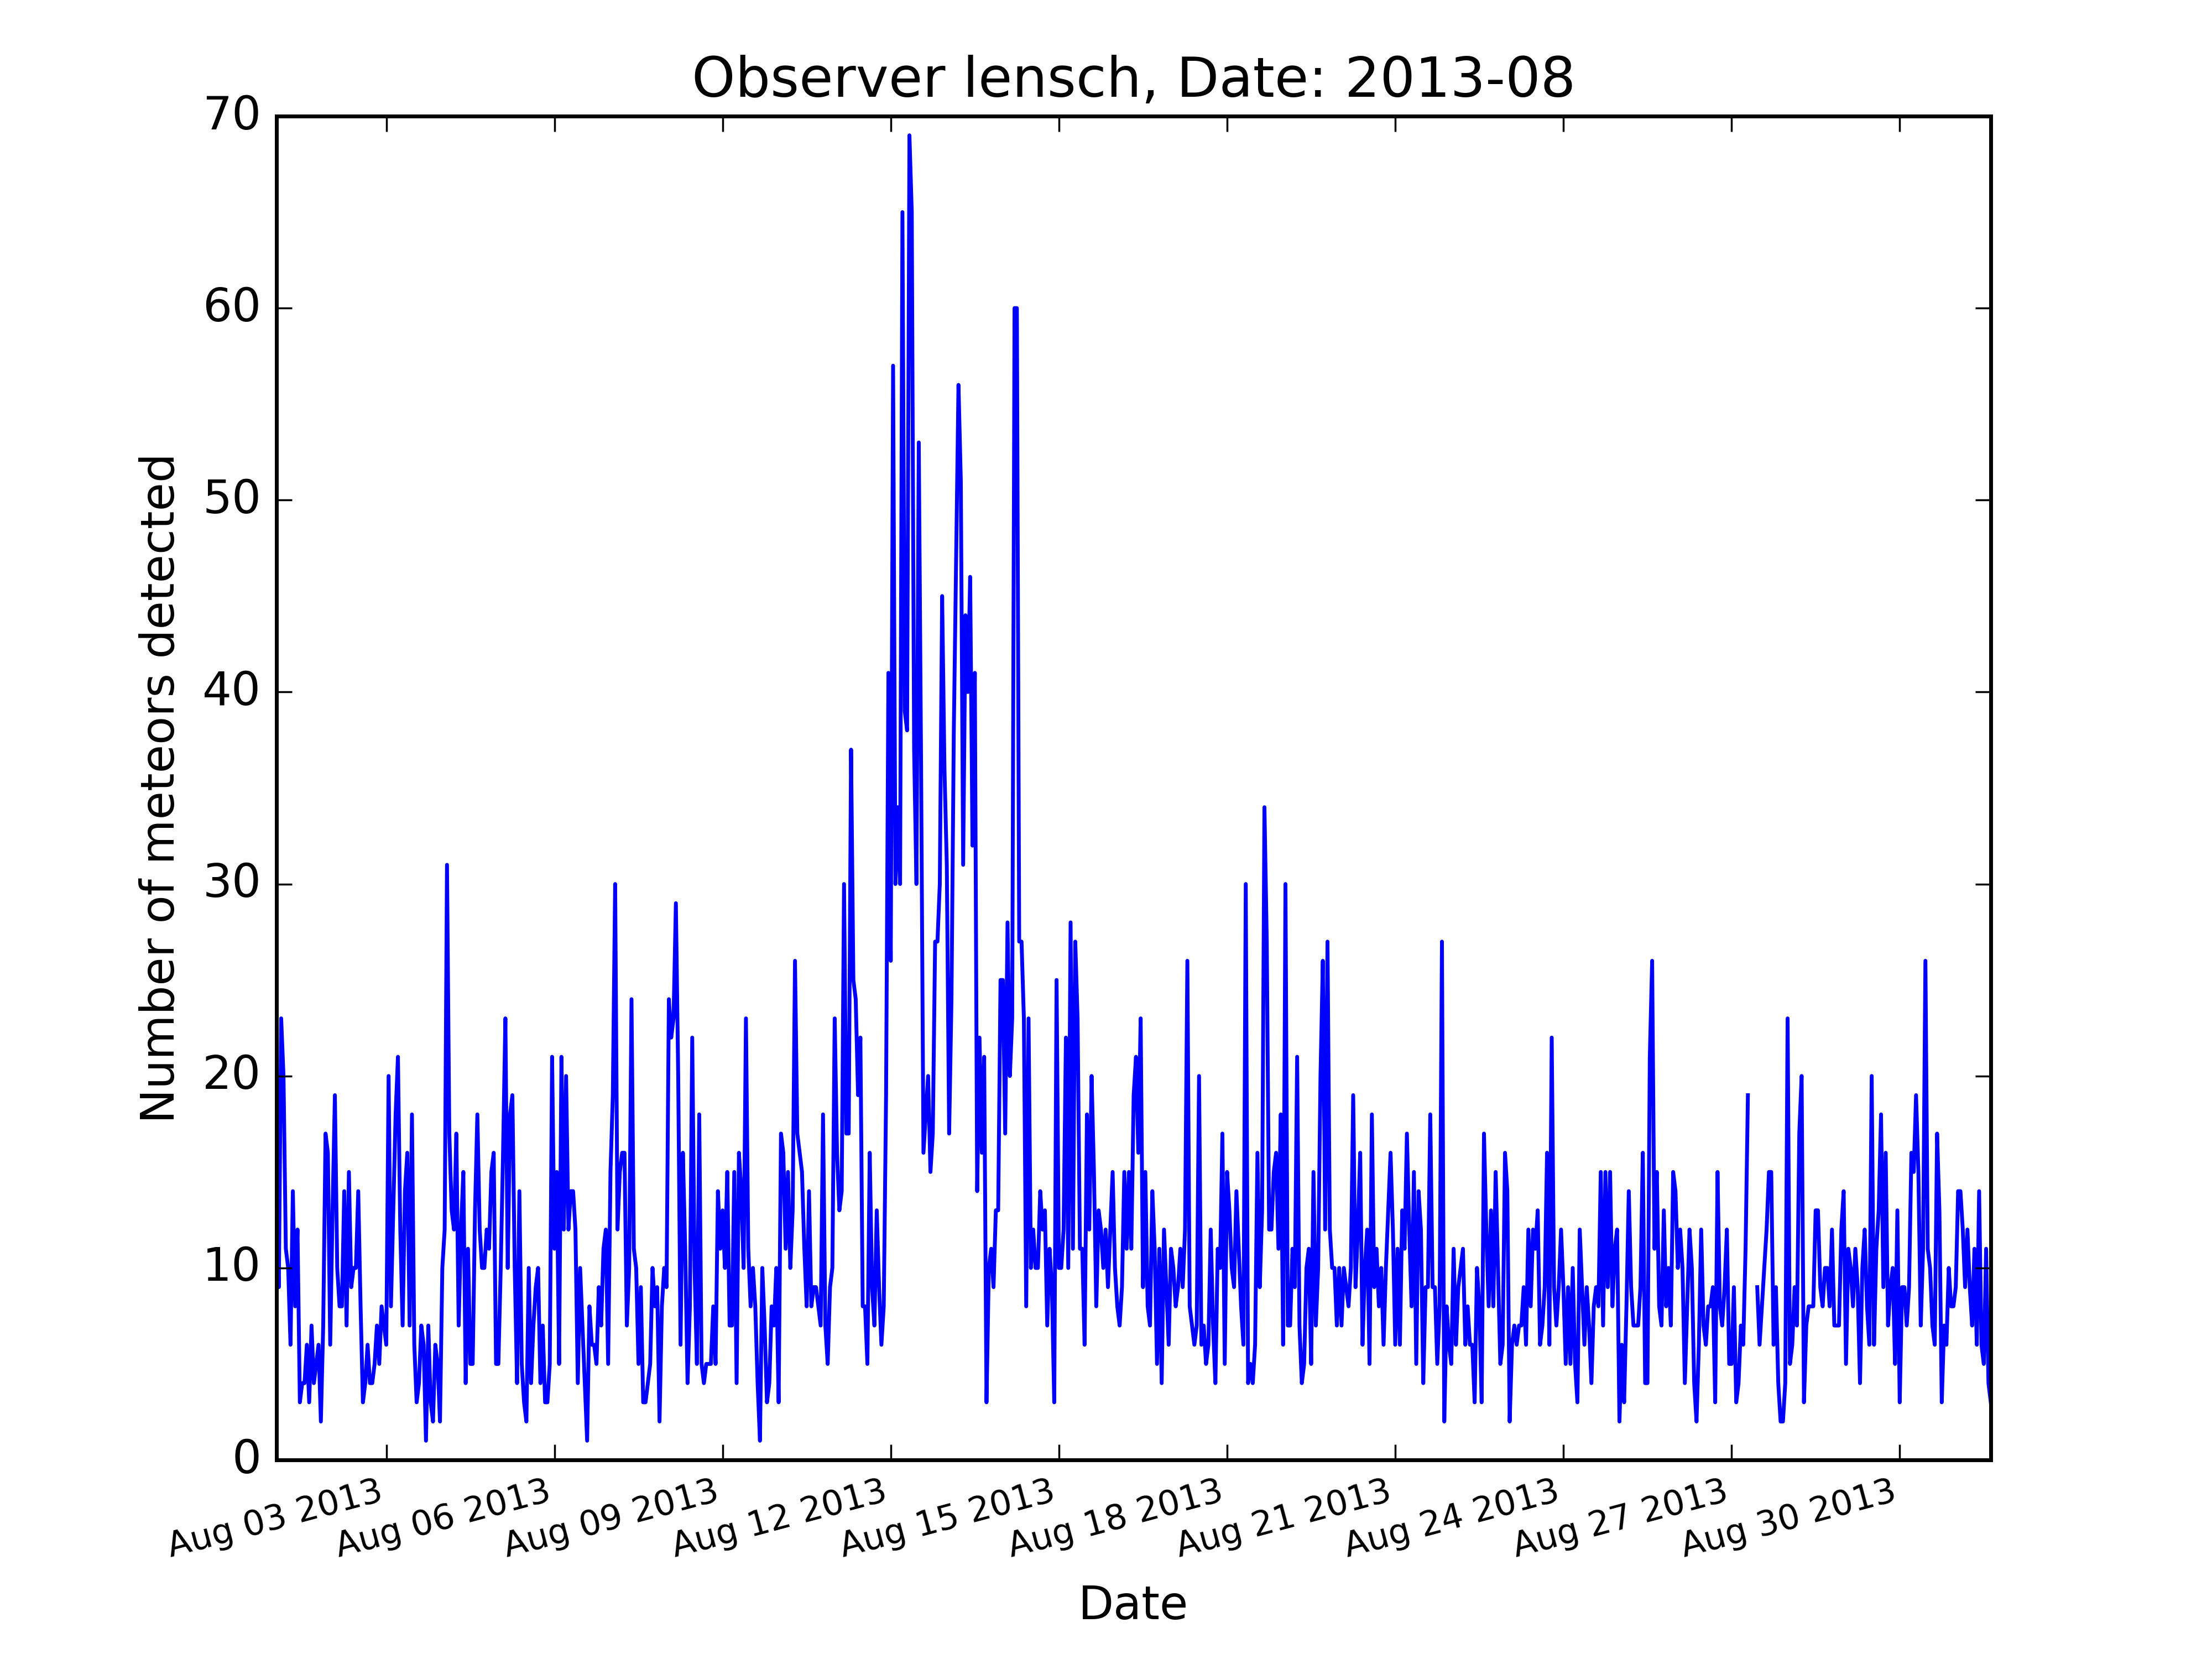 Observer lensch, Date: 2013-08
Number of meteors detected
70
60
50
40
30
20
10
0
Aug 03 2013
Aug 06 2013
Aug 09 2013
Aug 12 2013
Aug 15 2013
Aug 18 2013
Aug 21 2013
Aug 24 2013
Aug 27 2013
Aug 30 2013
Date